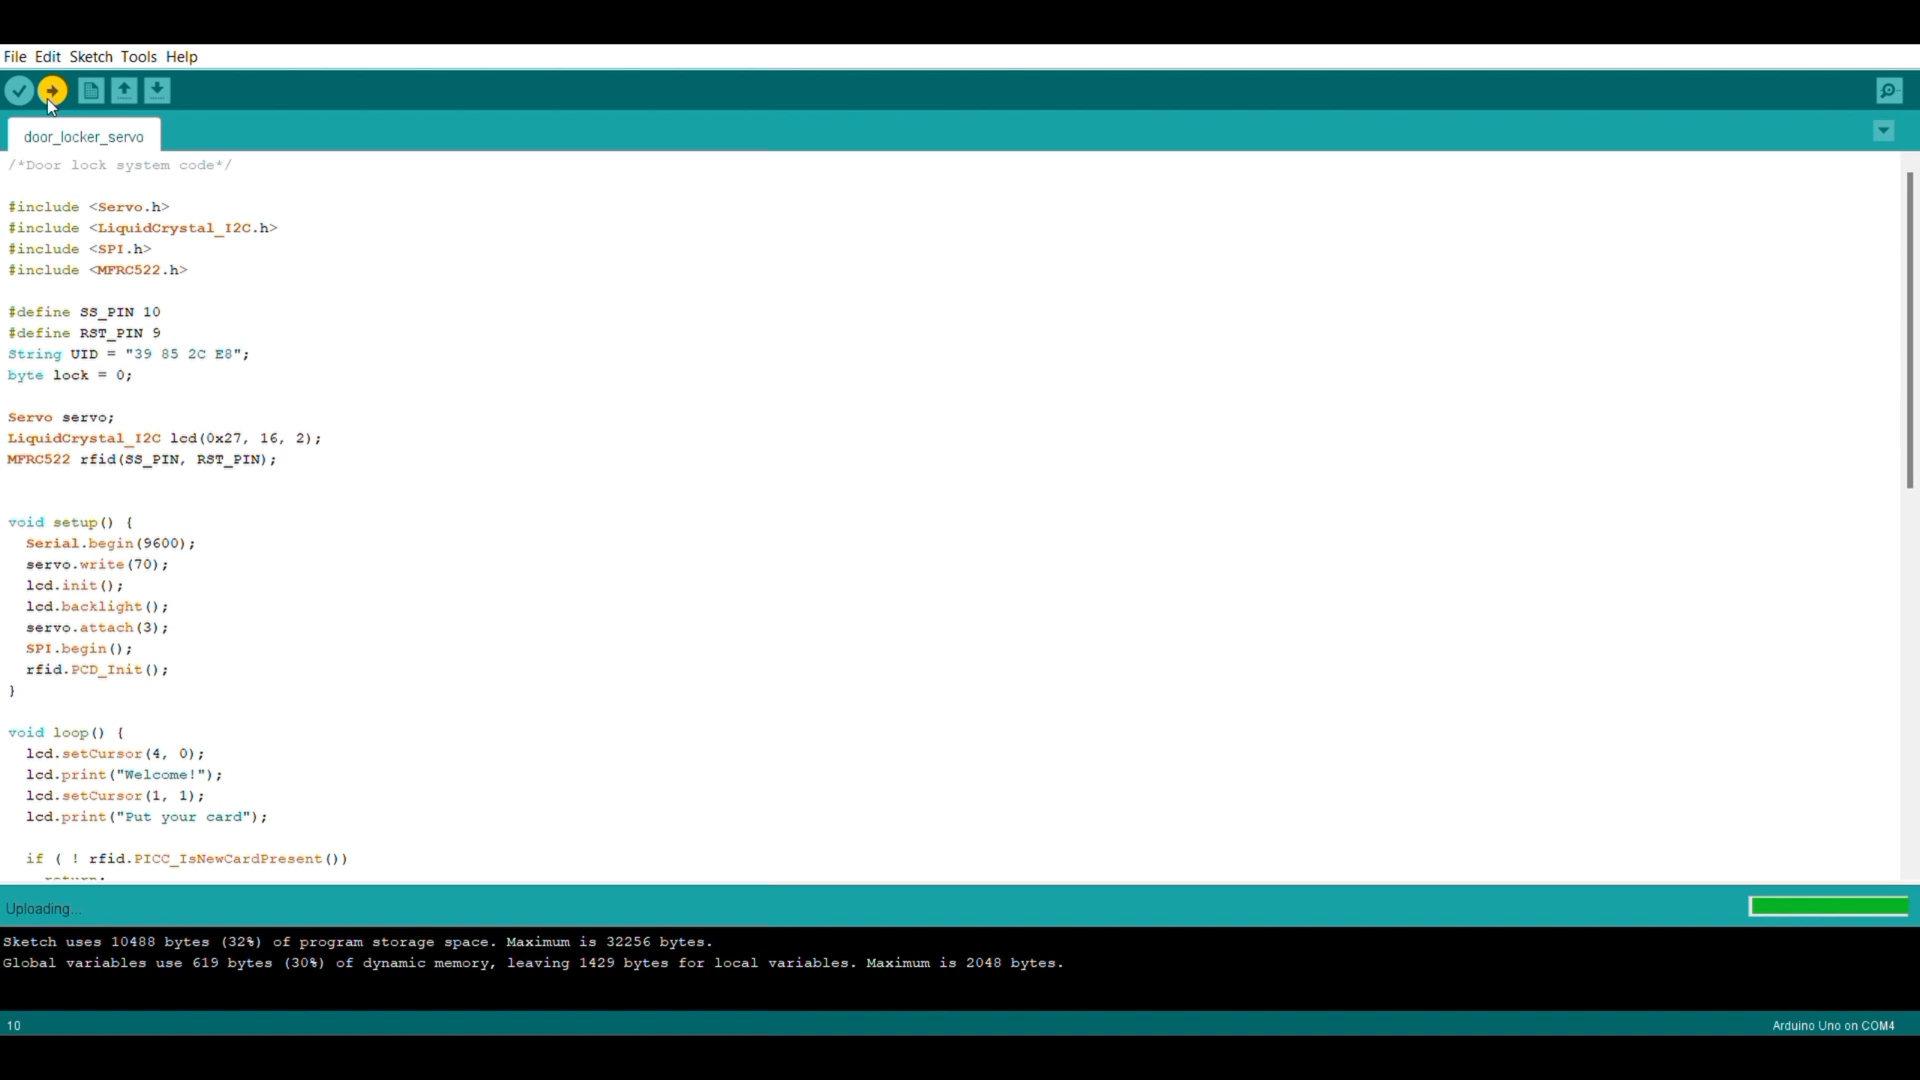 File Edit Sketch Tools Help
door_locker_servo
/*Door lock system code*/
#include <Servo.h>
#include <LiquidCrystal_I2C.h>
#include <SPI.h>
#include <MFRC522.h>
#define SS_PIN 10
#define RST_PIN 9
String UID = "39 85 2C E8";
byte lock = 0;
Servo servo;
LiquidCrystal_I2C lcd(0x27, 16, 2);
MFRC522 rfid(SS_PIN, RST_PIN);
void setup() {
  Serial.begin(9600);
  servo.write(70);
  lcd.init();
  lcd.backlight();
  servo.attach(3);
  SPI.begin();
  rfid.PCD_Init();
}
void loop() {
  lcd.setCursor(4, 0);
  lcd.print("Welcome!");
  lcd.setCursor(1, 1);
  lcd.print("Put your card");
  if ( ! rfid.PICC_IsNewCardPresent())
Uploading...
Sketch uses 10488 bytes (32%) of program storage space. Maximum is 32256 bytes.
Global variables use 619 bytes (30%) of dynamic memory, leaving 1429 bytes for local variables. Maximum is 2048 bytes.
10
Arduino Uno on COM4